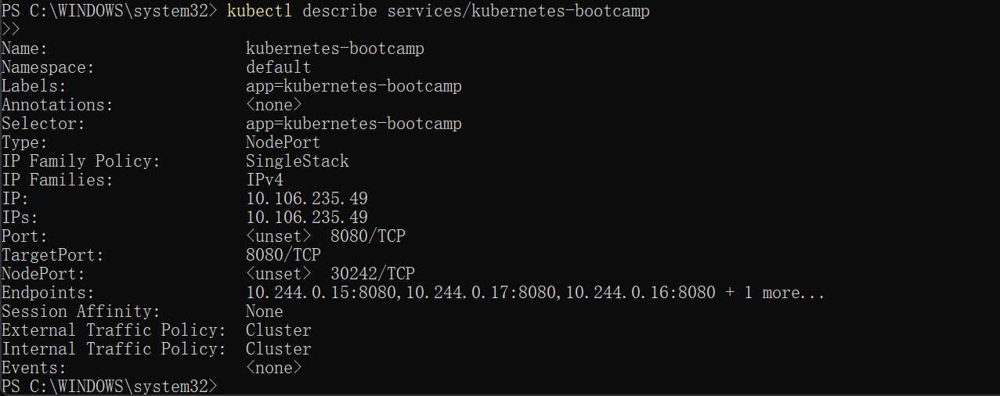 PS C:\WINDOWS\system32> kubectl describe services/kubernetes-bootcamp
>>
Name:                     kubernetes-bootcamp
Namespace:                default
Labels:                   app=kubernetes-bootcamp
Annotations:              <none>
Selector:                 app=kubernetes-bootcamp
Type:                     NodePort
IP Family Policy:         SingleStack
IP Families:              IPv4
IP:                       10.106.235.49
IPs:                      10.106.235.49
Port:                     <unset>  8080/TCP
TargetPort:               8080/TCP
NodePort:                 <unset>  30242/TCP
Endpoints:                10.244.0.15:8080,10.244.0.17:8080,10.244.0.16:8080 + 1 more...
Session Affinity:         None
External Traffic Policy:  Cluster
Internal Traffic Policy:  Cluster
Events:                   <none>
PS C:\WINDOWS\system32>